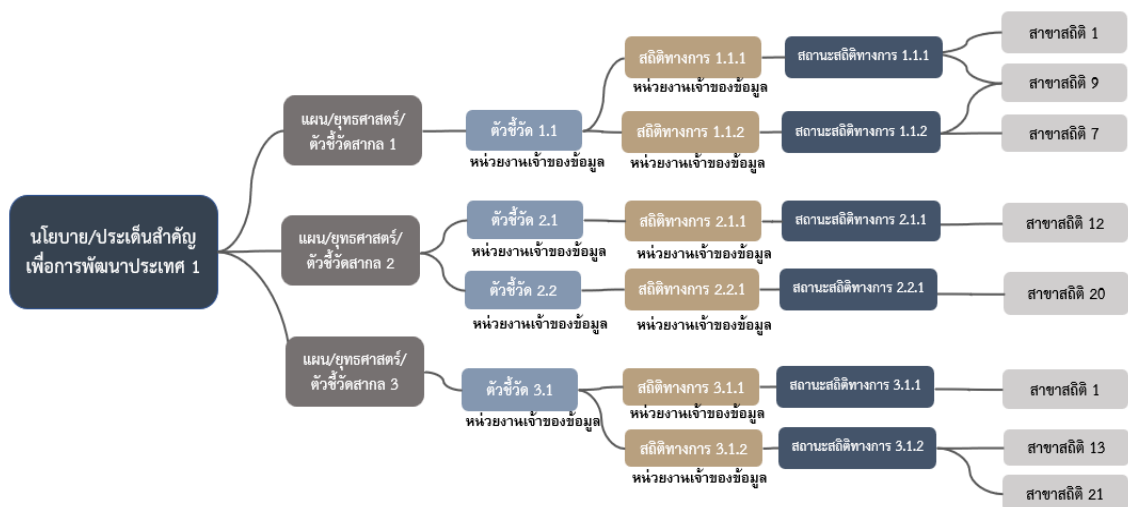 นโยบาย/ประเด็นสำคัญ
เพื่อการพัฒนาประเทศ 1
แผน/ยุทธศาสตร์/
ตัวชี้วัดสากล 1
ตัวชี้วัด 1.1
หน่วยงานเจ้าของข้อมูล
สถิติทางการ 1.1.1
หน่วยงานเจ้าของข้อมูล
สถานะสถิติทางการ 1.1.1
สาขาสถิติ 1
สาขาสถิติ 9
สถิติทางการ 1.1.2
หน่วยงานเจ้าของข้อมูล
สถานะสถิติทางการ 1.1.2
สาขาสถิติ 7
แผน/ยุทธศาสตร์/
ตัวชี้วัดสากล 2
ตัวชี้วัด 2.1
หน่วยงานเจ้าของข้อมูล
สถิติทางการ 2.1.1
หน่วยงานเจ้าของข้อมูล
สถานะสถิติทางการ 2.1.1
สาขาสถิติ 12
ตัวชี้วัด 2.2
หน่วยงานเจ้าของข้อมูล
สถิติทางการ 2.2.1
หน่วยงานเจ้าของข้อมูล
สถานะสถิติทางการ 2.2.1
สาขาสถิติ 20
แผน/ยุทธศาสตร์/
ตัวชี้วัดสากล 3
ตัวชี้วัด 3.1
หน่วยงานเจ้าของข้อมูล
สถิติทางการ 3.1.1
หน่วยงานเจ้าของข้อมูล
สถานะสถิติทางการ 3.1.1
สาขาสถิติ 1
สถิติทางการ 3.1.2
หน่วยงานเจ้าของข้อมูล
สถานะสถิติทางการ 3.1.2
สาขาสถิติ 13
สาขาสถิติ 21